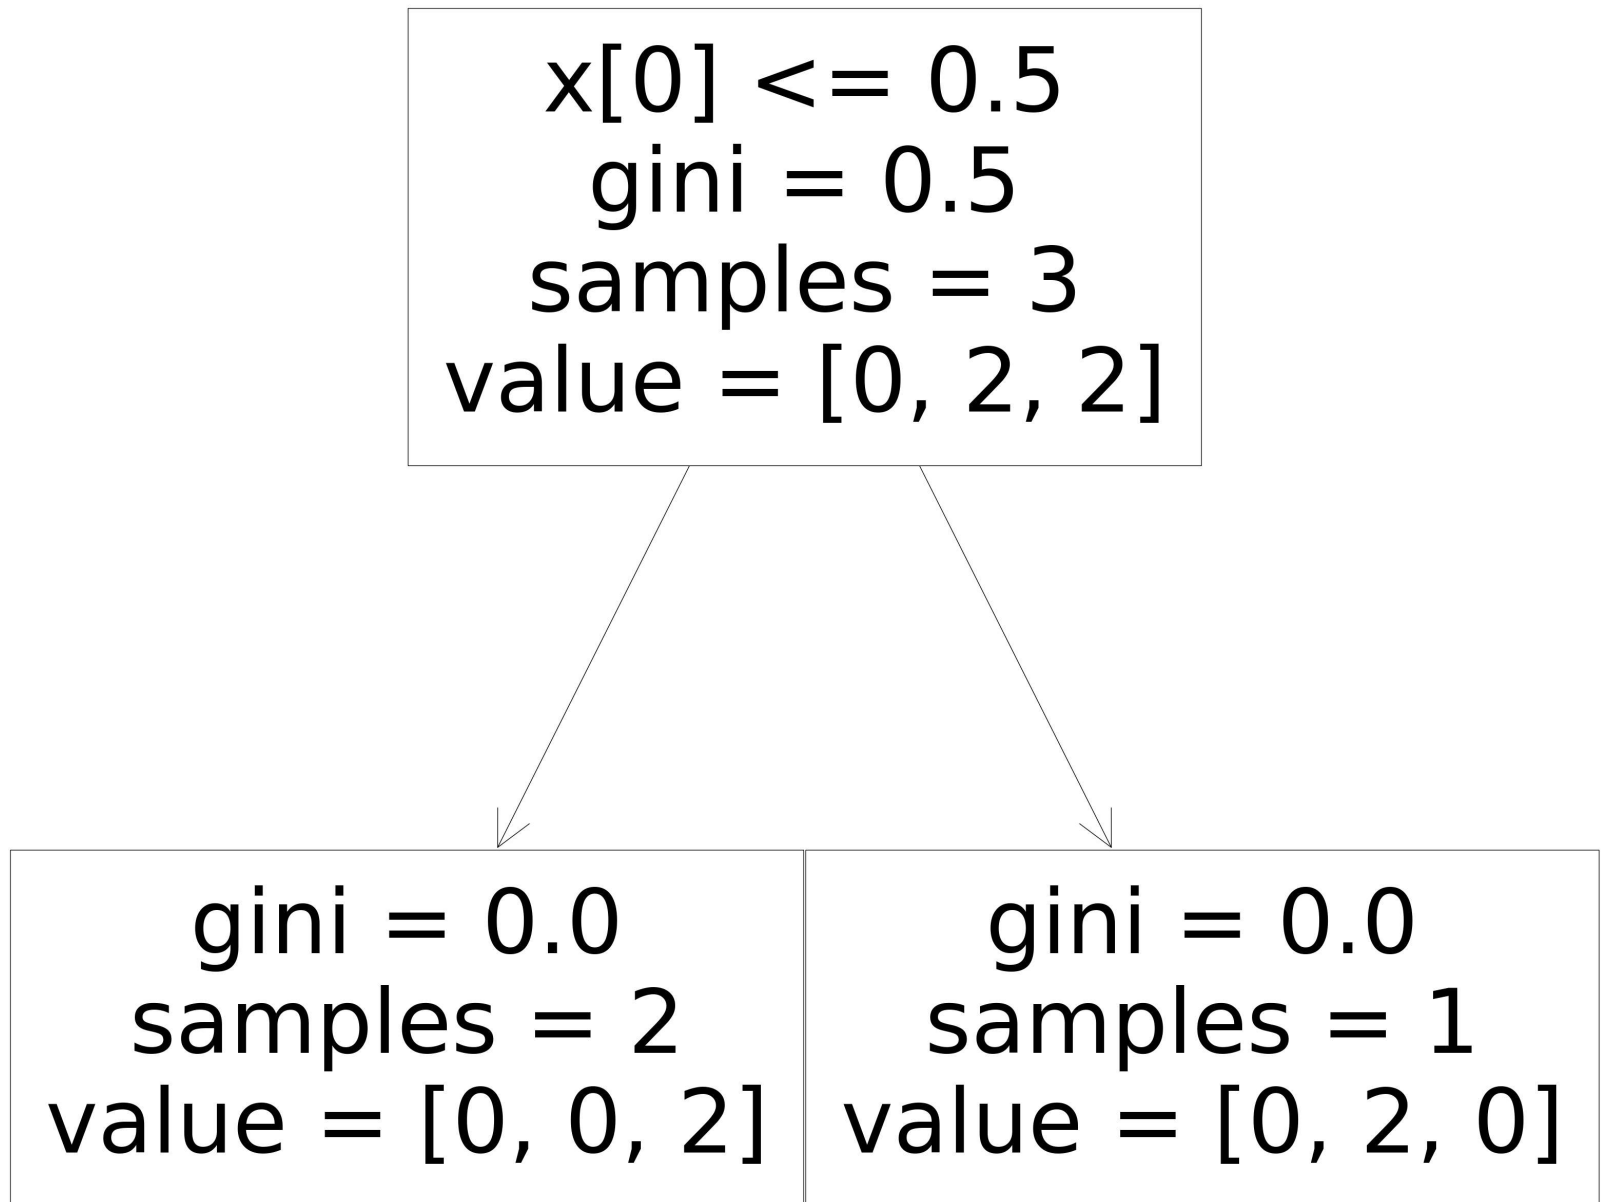 x[0] <= 0.5
gini = 0.5
samples = 3
value = [0, 2, 2]
gini = 0.0
samples = 2
value = [0, 0, 2]
gini = 0.0
samples = 1
value = [0, 2, 0]